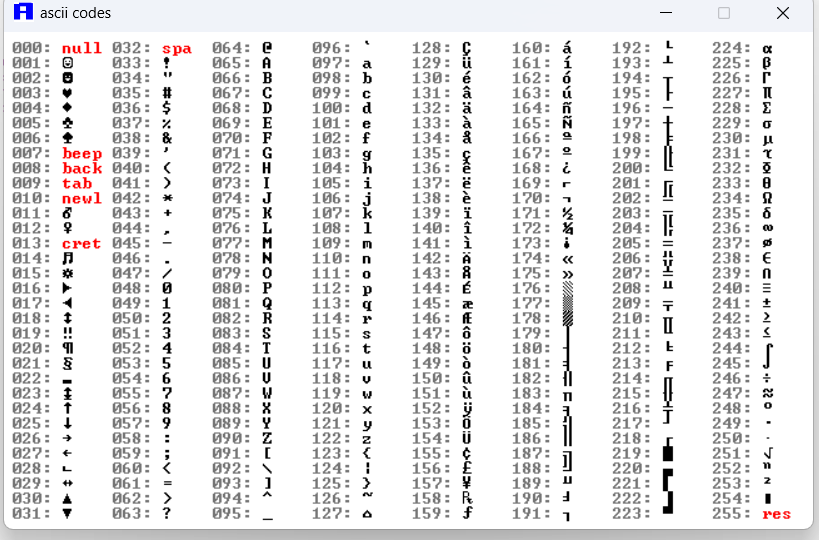 ascii codes
000: null 032: spa 064: @ 096: ` 128: Ç 160: á 192: └ 224: α
001: ☺ 033: ! 065: A 097: a 129: ü 161: í 193: ┴ 225: β
002: ☻ 034: " 066: B 098: b 130: é 162: ó 194: ┬ 226: Γ
003: ♥ 035: # 067: C 099: c 131: â 163: ú 195: ├ 227: π
004: ♦ 036: $ 068: D 100: d 132: ä 164: ñ 196: ─ 228: Σ
005: ♣ 037: % 069: E 101: e 133: à 165: Ñ 197: ┼ 229: σ
006: ♠ 038: & 070: F 102: f 134: å 166: ª 198: ╞ 230: µ
007: beep 039: ' 071: G 103: g 135: ç 167: º 199: ╟ 231: τ
008: back 040: ( 072: H 104: h 136: ê 168: ¿ 200: ╚ 232: Φ
009: tab 041: ) 073: I 105: i 137: ë 169: ⌐ 201: ╔ 233: θ
010: newl 042: * 074: J 106: j 138: è 170: ¬ 202: ╩ 234: Ω
011: ♂ 043: + 075: K 107: k 139: ï 171: ½ 203: ╦ 235: δ
012: ♀ 044: , 076: L 108: l 140: î 172: ¼ 204: ╠ 236: ∞
013: cret 045: - 077: M 109: m 141: ì 173: ¡ 205: ═ 237: ø
014: ♫ 046: . 078: N 110: n 142: Ä 174: « 206: ╬ 238: ∈
015: ☼ 047: / 079: O 111: o 143: Å 175: » 207: ╧ 239: ∩
016: ► 048: 0 080: P 112: p 144: É 176: ░ 208: ╨ 240: ≡
017: ◄ 049: 1 081: Q 113: q 145: æ 177: ▒ 209: ╤ 241: ±
018: ↕ 050: 2 082: R 114: r 146: Æ 178: ▓ 210: ╥ 242: ≥
019: ‼ 051: 3 083: S 115: s 147: ô 179: │ 211: ╙ 243: ≤
020: ¶ 052: 4 084: T 116: t 148: ö 180: ┤ 212: ╘ 244: ⌠
021: § 053: 5 085: U 117: u 149: ò 181: ╡ 213: ╒ 245: ⌡
022: ▬ 054: 6 086: V 118: v 150: û 182: ╢ 214: ╓ 246: ÷
023: ↨ 055: 7 087: W 119: w 151: ù 183: ╖ 215: ╫ 247: ≈
024: ↑ 056: 8 088: X 120: x 152: ÿ 184: ╕ 216: ╪ 248: °
025: ↓ 057: 9 089: Y 121: y 153: Ö 185: ╣ 217: ┘ 249: ∙
026: → 058: : 090: Z 122: z 154: Ü 186: ║ 218: ┌ 250: ·
027: ← 059: ; 091: [ 123: { 155: ¢ 187: ╗ 219: █ 251: √
028: ∟ 060: < 092: \ 124: ¦ 156: £ 188: ╝ 220: ▄ 252: ⁿ
029: ↔ 061: = 093: ] 125: } 157: ¥ 189: ╜ 221: ▌ 253: ²
030: ▲ 062: > 094: ^ 126: ~ 158: ₧ 190: ╛ 222: ▐ 254: ■
031: ▼ 063: ? 095: _ 127: ⌂ 159: ƒ 191: ┐ 223: ▀ 255: res